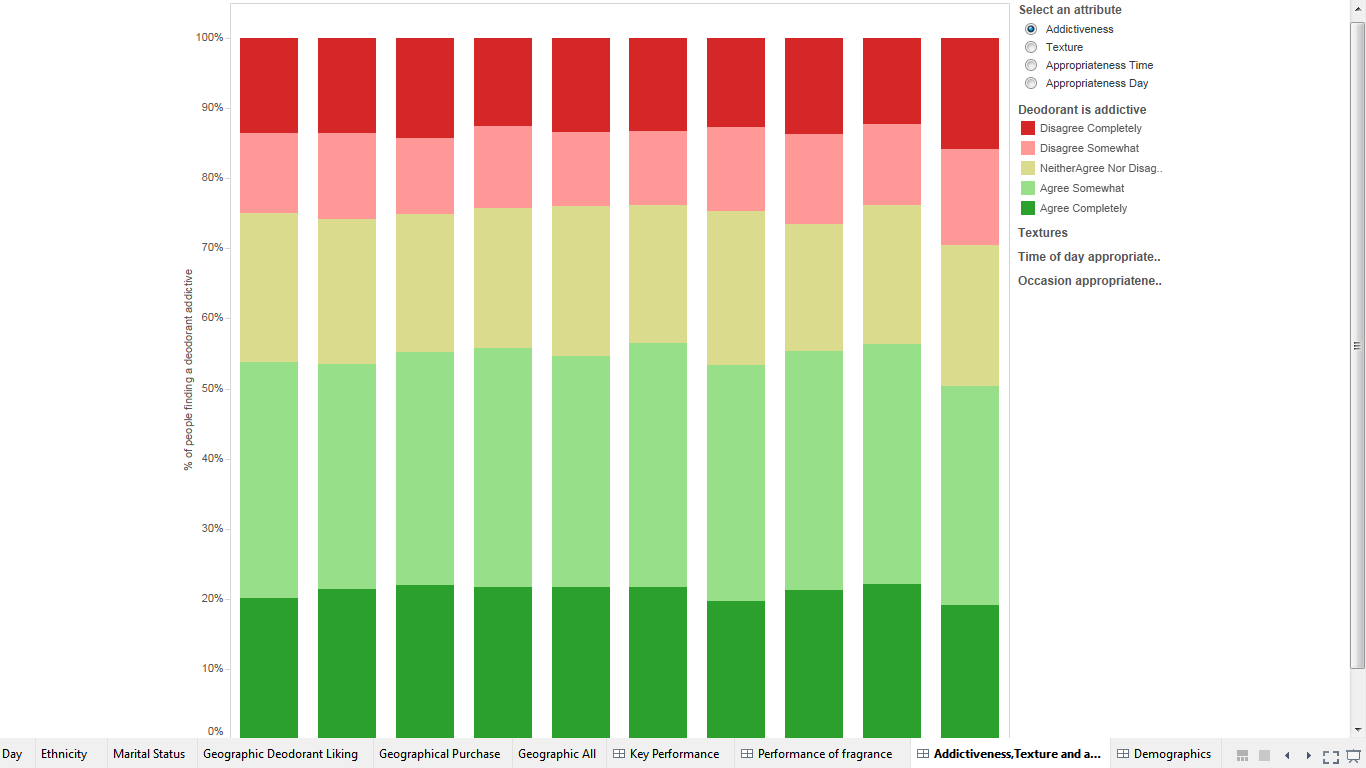 Select an attribute
Addictiveness
Texture
Appropriateness Time
Appropriateness Day
Deodorant is addictive
Disagree Completely
Disagree Somewhat
NeitherAgree Nor Disag..
Agree Somewhat
Agree Completely
Textures
Time of day appropriate..
Occasion appropriatene..
% of people finding a deodorant addictive
100%
90%
80%
70%
60%
50%
40%
30%
20%
10%
0%
Day Ethnicity Marital Status Geographic Deodorant Liking Geographical Purchase Geographic All Key Performance Performance of fragrance Addictiveness,Texture and a... Demographics